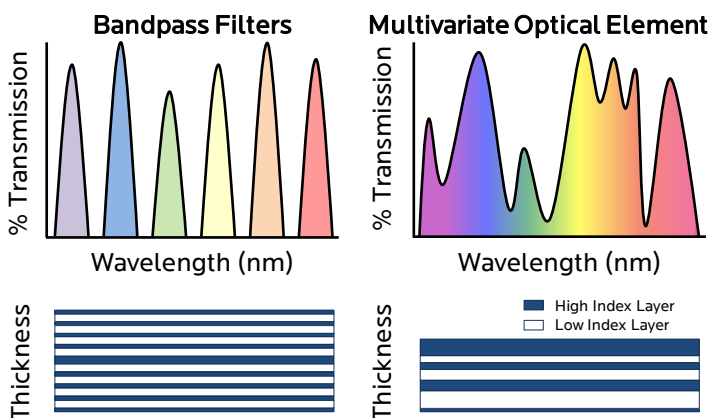 Bandpass Filters
% Transmission
Wavelength (nm)
Thickness
Multivariate Optical Element
% Transmission
Wavelength (nm)
High Index Layer
Low Index Layer
Thickness